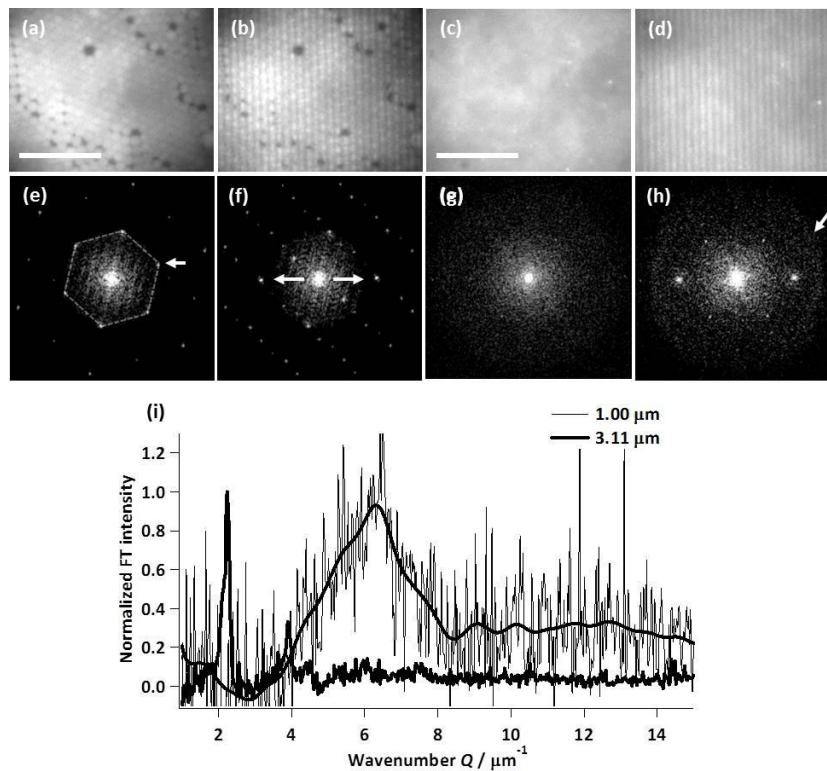 (a) (b) (c) (d)
(e) (f) (g) (h)
(i)
1.00 μm
3.11 μm
1.2
1.0
0.8
0.6
0.4
0.2
0.0
Normalized FT intensity
2 4 6 8 10 12 14
Wavenumber Q / μm⁻¹